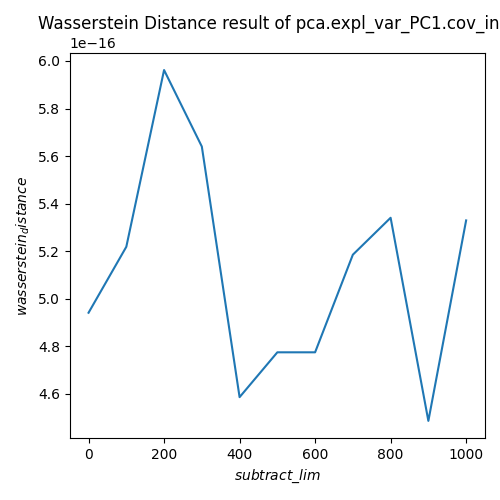 Wasserstein Distance result of pca.expl_var_PC1.cov_in
1e−16
6.0
5.8
5.6
5.4
5.2
5.0
4.8
4.6
wasserstein_distance
0 200 400 600 800 1000
subtract_lim